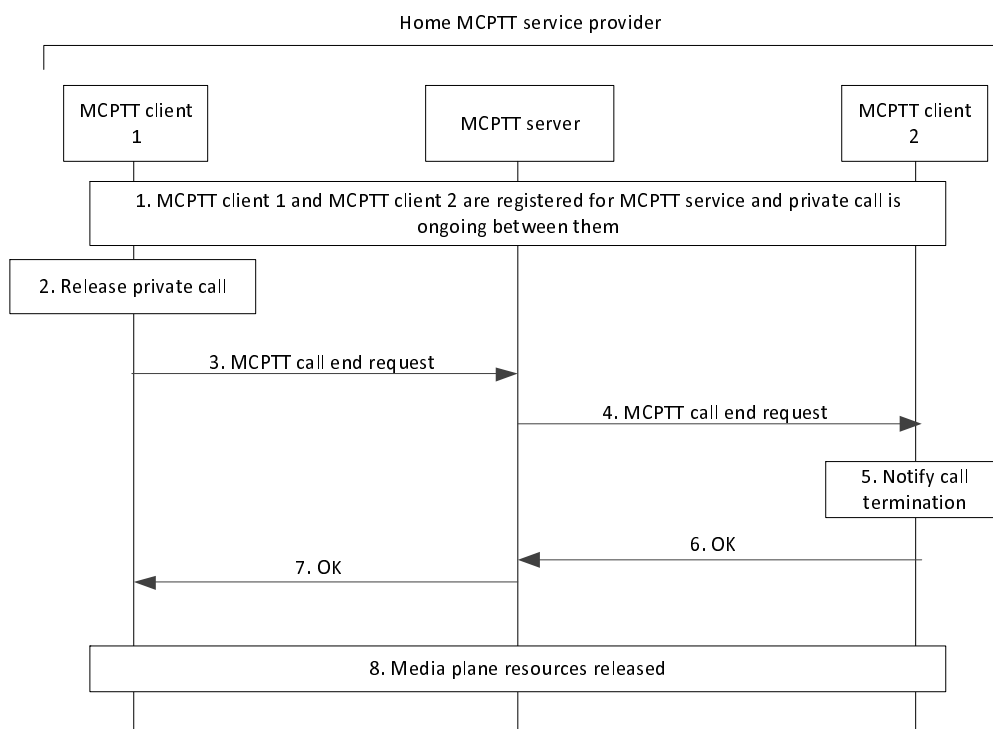 Home MCPTT service provider
MCPTT client
1
MCPTT server
MCPTT client
2
1. MCPTT client 1 and MCPTT client 2 are registered for MCPTT service and private call is
ongoing between them
2. Release private call
3. MCPTT call end request
4. MCPTT call end request
5. Notify call
termination
6. OK
7. OK
8. Media plane resources released